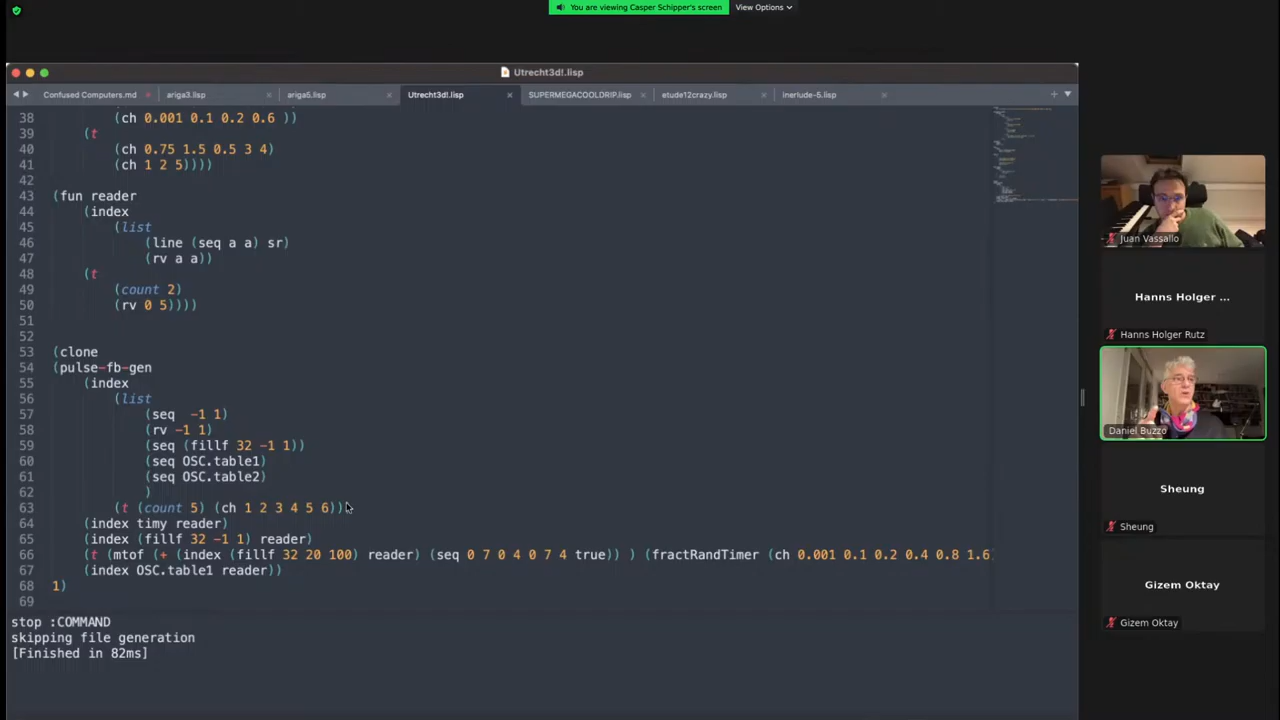 You are viewing Casper Schipper's screen View Options
Utrecht3d!.lisp
Confused Computers.md ariga3.lisp ariga5.lisp Utrecht3d!.lisp SUPERMEGACOOLDRIP.lisp etude12crazy.lisp inerlude-5.lisp
38 (ch 0.001 0.1 0.2 0.6 ))
39 (t
40 (ch 0.75 1.5 0.5 3 4)
41 (ch 1 2 5))))
42
43 (fun reader
44 (index
45 (list
46 (line (seq a a) sr)
47 (rv a a))
48 (t
49 (count 2)
50 (rv 0 5))))
51
52
53 (clone
54 (pulse-fb-gen
55 (index
56 (list
57 (seq -1 1)
58 (rv -1 1)
59 (seq (fillf 32 -1 1))
60 (seq OSC.table1)
61 (seq OSC.table2)
62 )
63 (t (count 5) (ch 1 2 3 4 5 6))
64 (index timy reader)
65 (index (fillf 32 -1 1) reader)
66 (t (mtof (+ (index (fillf 32 20 100) reader) (seq 0 7 0 4 0 7 4 true)) ) (fractRandTimer (ch 0.001 0.1 0.2 0.4 0.8 1.6
67 (index OSC.table1 reader))
68 1)
69
stop :COMMAND
skipping file generation
[Finished in 82ms]
Juan Vassallo
Hanns Holger ...
Hanns Holger Rutz
Daniel Buzzo
Sheung
Sheung
Gizem Oktay
Gizem Oktay